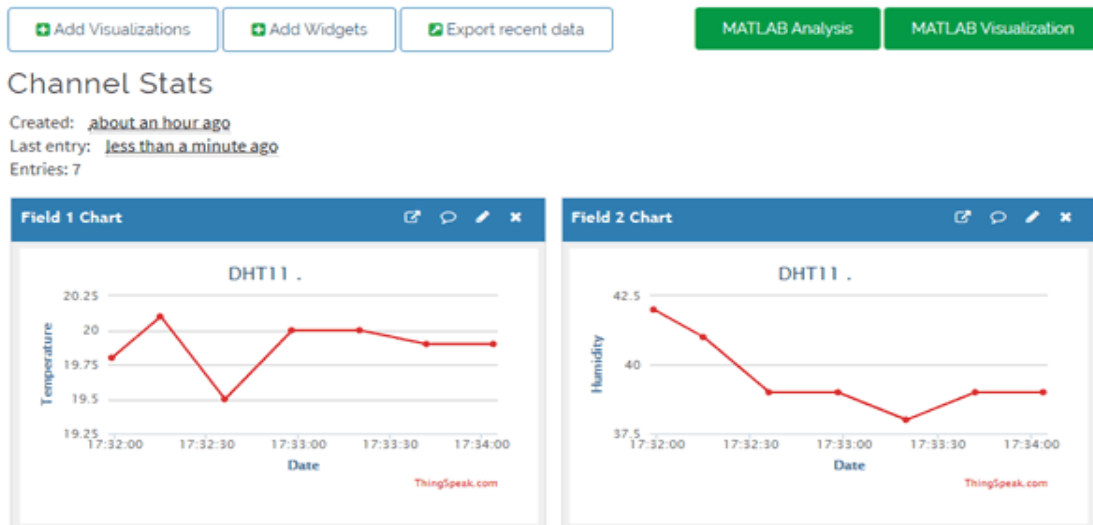 Add Visualizations Add Widgets Export recent data MATLAB Analysis MATLAB Visualization
Channel Stats
Created: about an hour ago
Last entry: less than a minute ago
Entries: 7
Field 1 Chart
DHT11 .
Temperature
20.25
20
19.75
19.5
19.25
17:32:00 17:32:30 17:33:00 17:33:30 17:34:00
Date
ThingSpeak.com
Field 2 Chart
DHT11 .
Humidity
42.5
40
37.5
17:32:00 17:32:30 17:33:00 17:33:30 17:34:00
Date
ThingSpeak.com